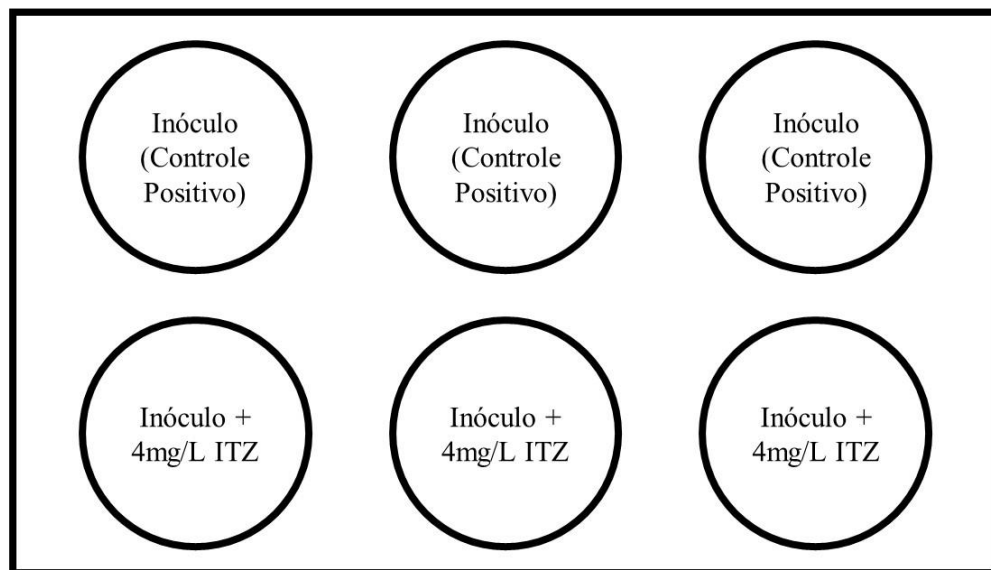 Inóculo
(Controle
Positivo)
Inóculo
(Controle
Positivo)
Inóculo
(Controle
Positivo)
Inóculo +
4mg/L ITZ
Inóculo +
4mg/L ITZ
Inóculo +
4mg/L ITZ